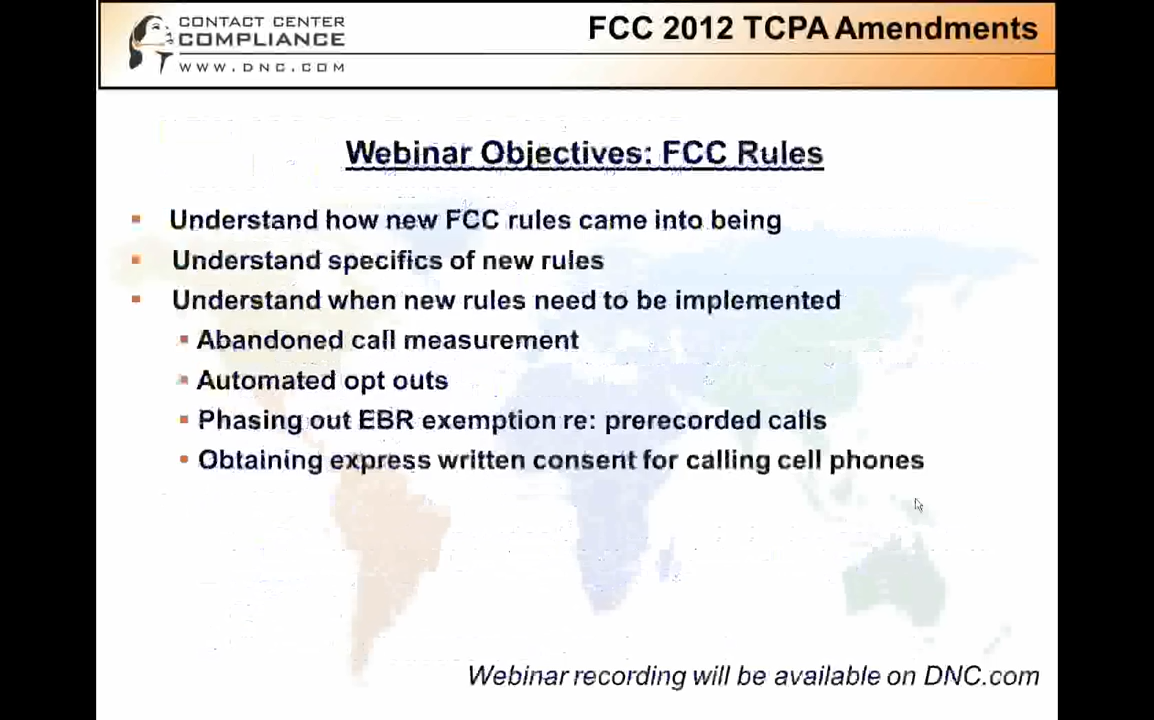 CONTACT CENTER
COMPLIANCE
WWW.DNC.COM
FCC 2012 TCPA Amendments
Webinar Objectives: FCC Rules
Understand how new FCC rules came into being
Understand specifics of new rules
Understand when new rules need to be implemented
Abandoned call measurement
Automated opt outs
Phasing out EBR exemption re: prerecorded calls
Obtaining express written consent for calling cell phones
Webinar recording will be available on DNC.com